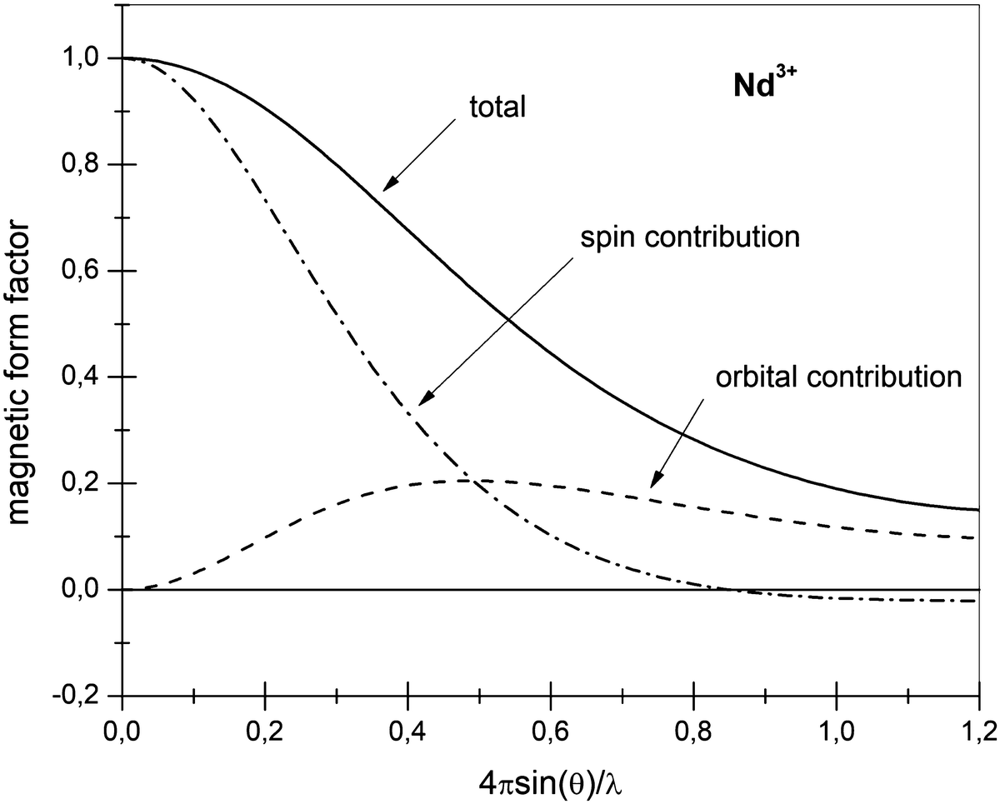 1,0
Nd3+
total
0,8
spin contribution
0,6
magnetic form factor
0,4
orbital contribution
0,2
0,0
-0,2
0,0 0,2 0,4 0,6 0,8 1,0 1,2
4πsin(θ)/λ